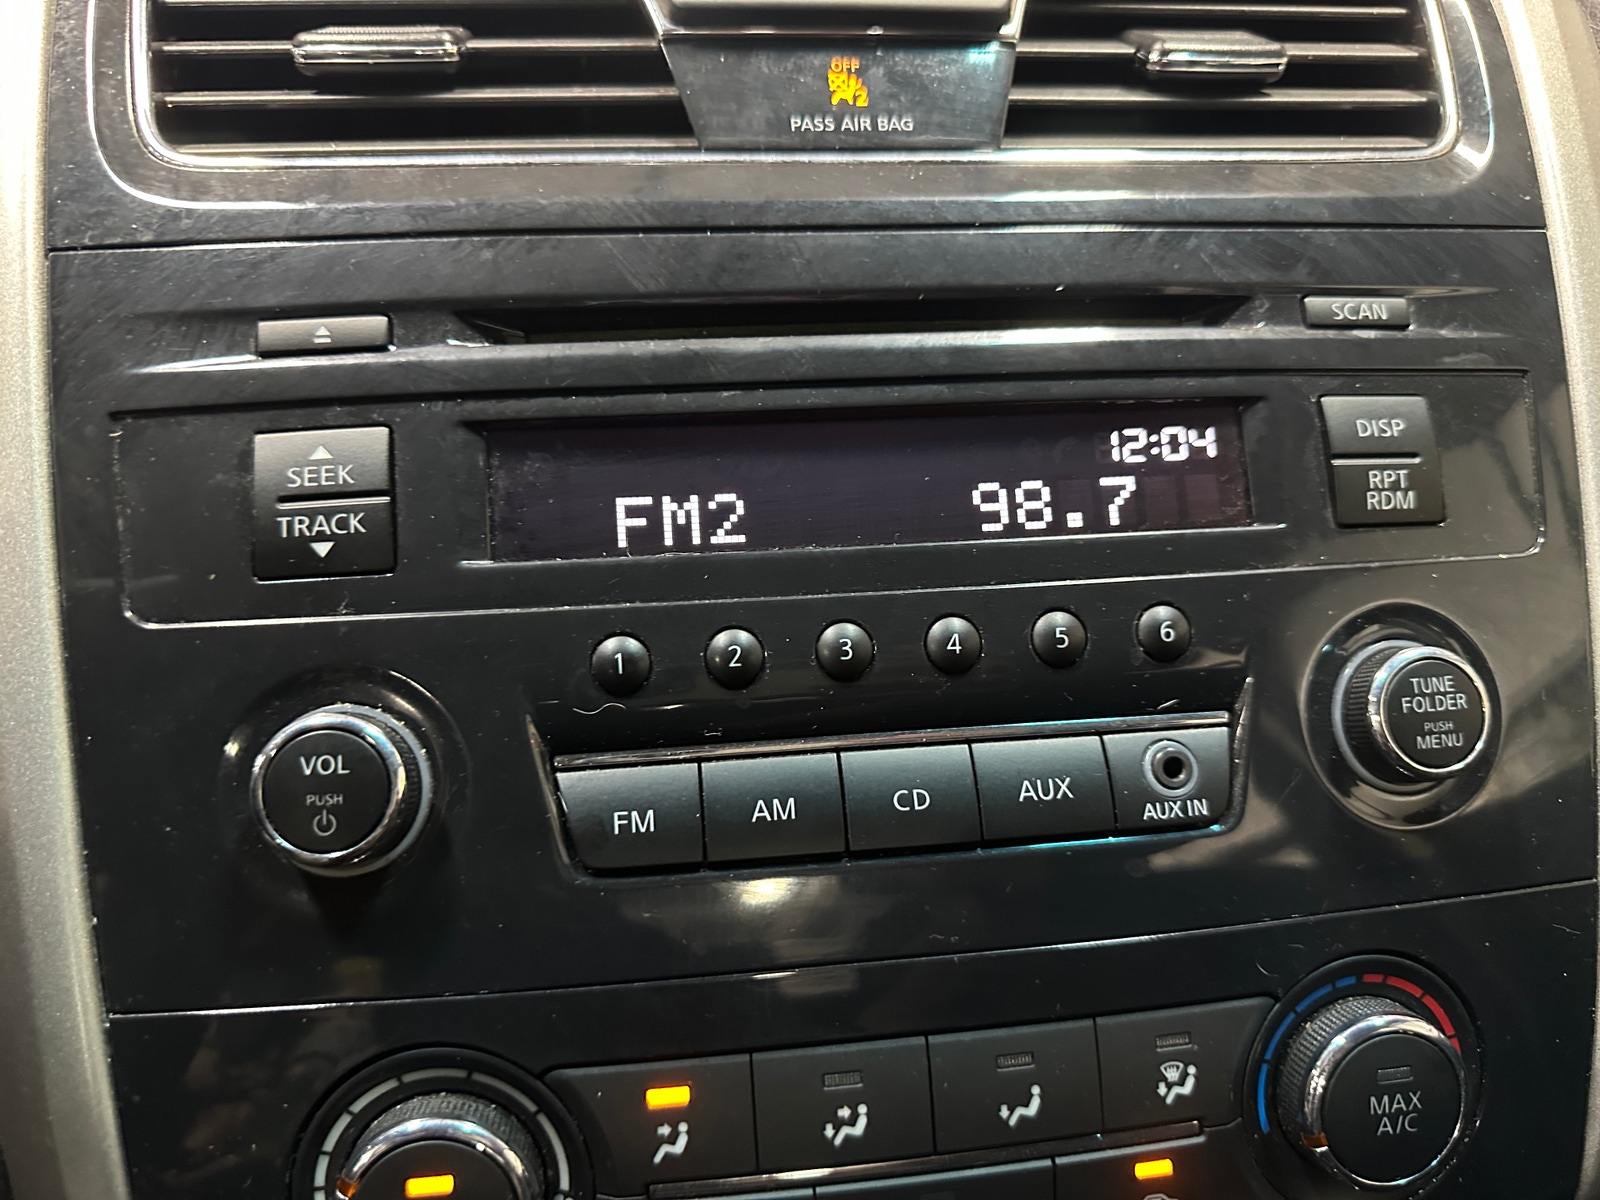 OFF
2
PASS AIR BAG
SCAN
SEEK
TRACK
12:04
FM2 98.7
DISP
RPT
RDM
1 2 3 4 5 6
VOL
PUSH
TUNE
FOLDER
PUSH
MENU
FM AM CD AUX AUX IN
MAX
A/C